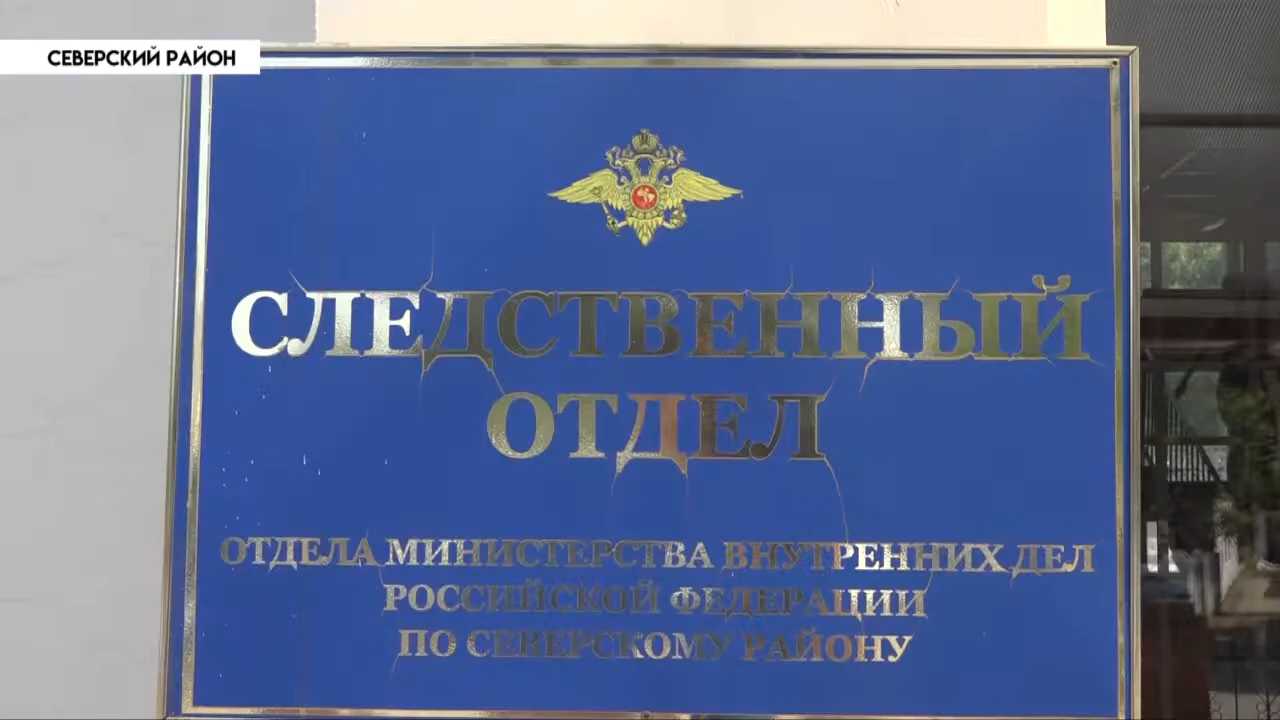 СЕВЕРСКИЙ РАЙОН
СЛЕДСТВЕННЫЙ
ОТДЕЛ
ОТДЕЛА МИНИСТЕРСТВА ВНУТРЕННИХ ДЕЛ
РОССИЙСКОЙ ФЕДЕРАЦИИ
ПО СЕВЕРСКОМУ РАЙОНУ